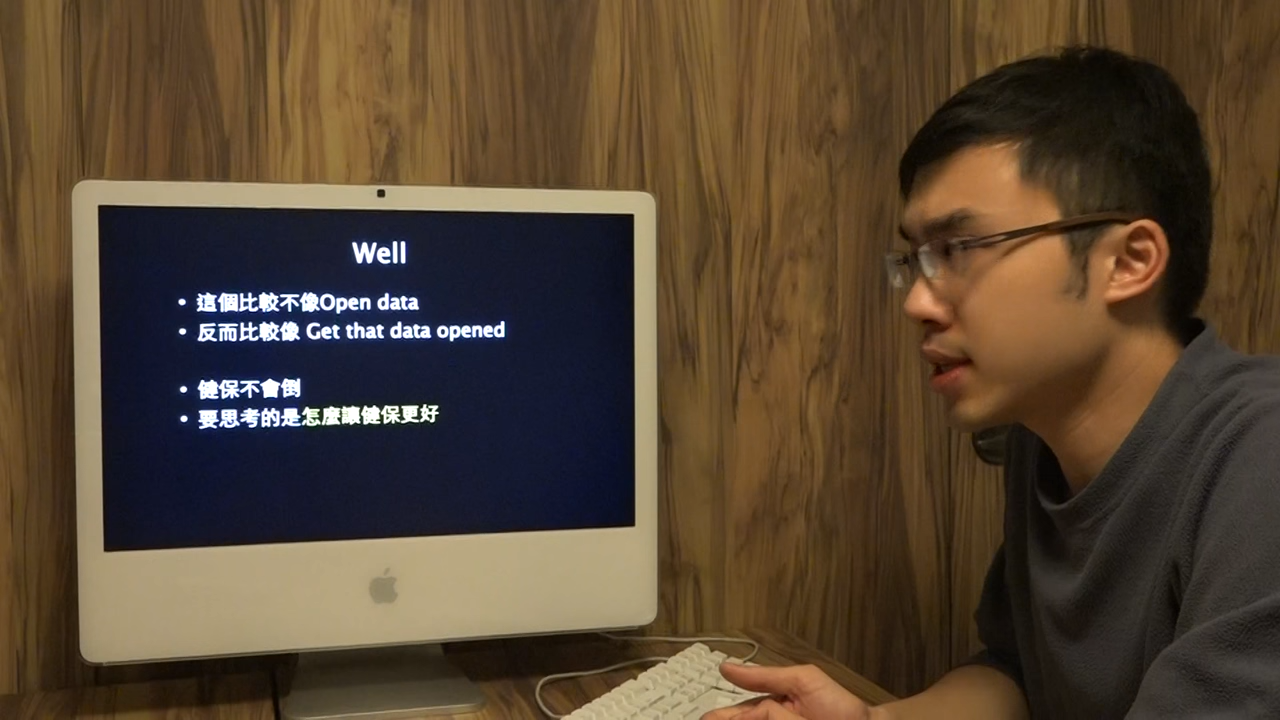 Well
• 這個比較不像Open data
• 反而比較像 Get that data opened
• 健保不會倒
• 要思考的是怎麼讓健保更好